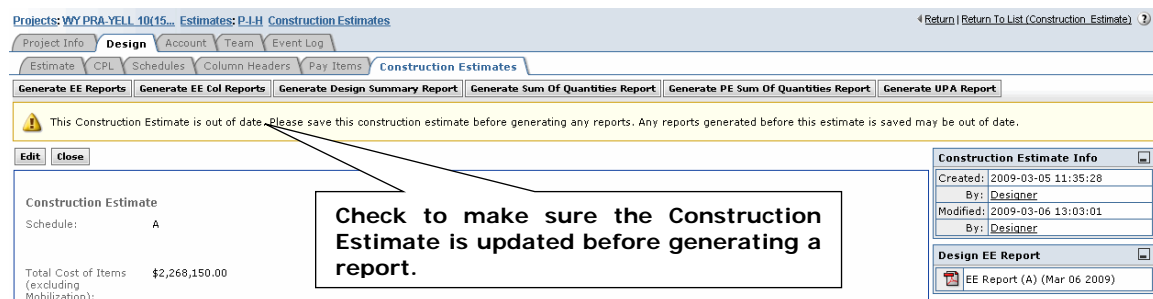 Projects: WY PRA-YELL 10(15... Estimates: P-I-H Construction Estimates
Return | Return To List (Construction Estimate) ?
Project Info Design Account Team Event Log
Estimate CPL Schedules Column Headers Pay Items Construction Estimates
Generate EE Reports Generate EE Col Reports Generate Design Summary Report Generate Sum Of Quantities Report Generate PE Sum Of Quantities Report Generate UPA Report
This Construction Estimate is out of date. Please save this construction estimate before generating any reports. Any reports generated before this estimate is saved may be out of date.
Edit Close
Construction Estimate
Schedule: A
Total Cost of Items $2,268,150.00
(excluding
Mobilization):
Check to make sure the Construction
Estimate is updated before generating a
report.
Construction Estimate Info
Created: 2009-03-05 11:35:28
By: Designer
Modified: 2009-03-06 13:03:01
By: Designer
Design EE Report
EE Report (A) (Mar 06 2009)